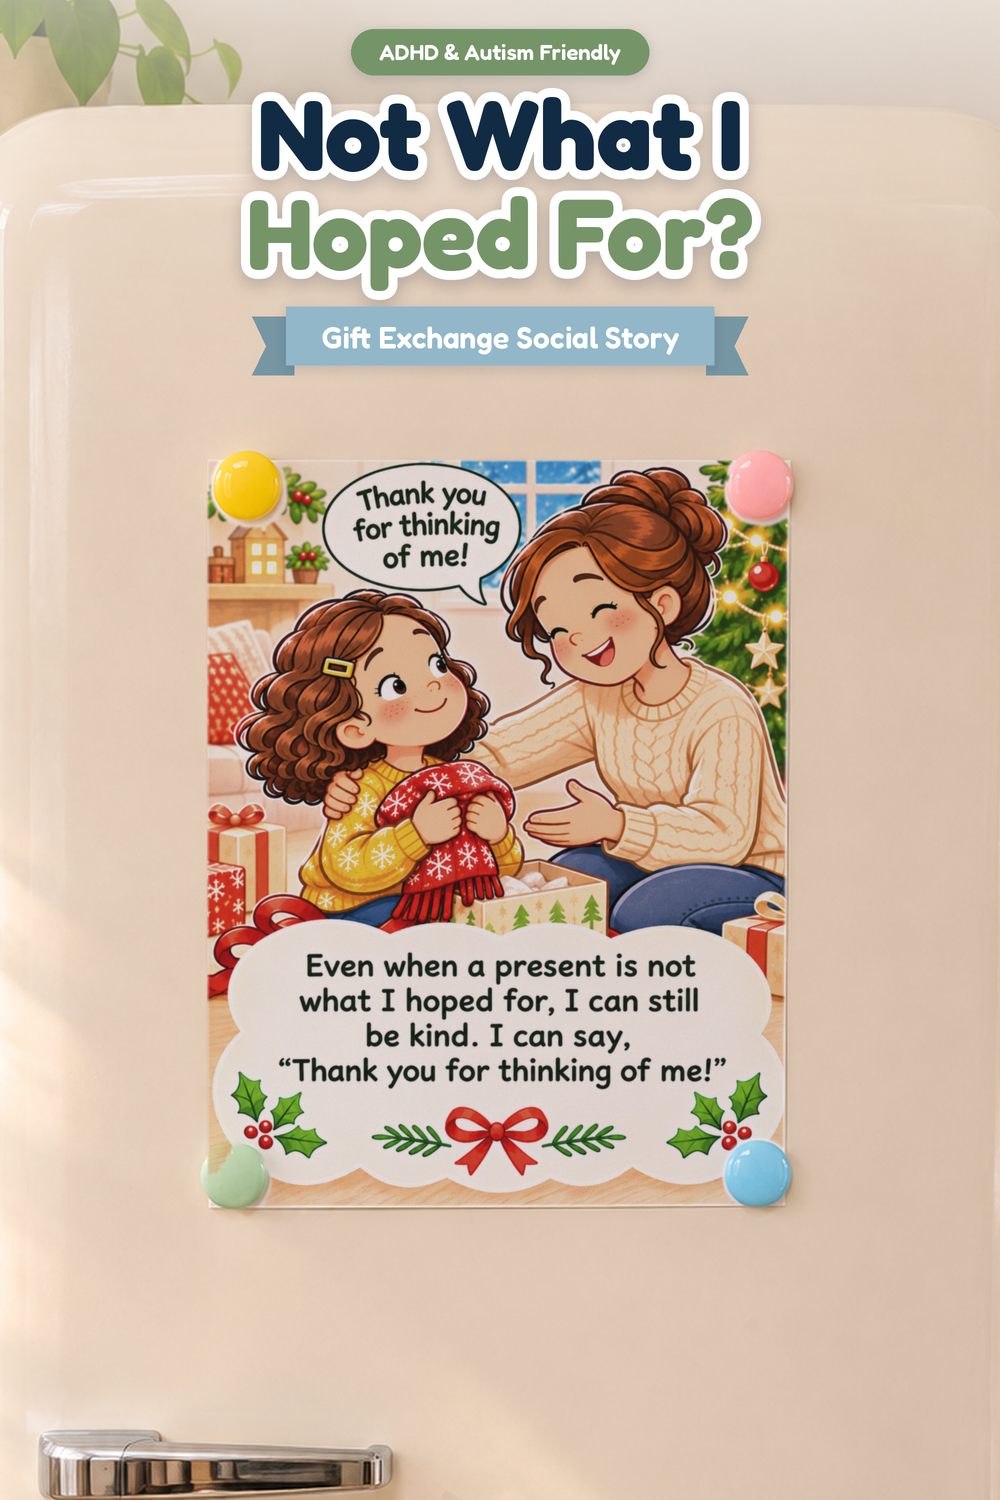 ADHD & Autism Friendly
Not What I
Hoped For?
Gift Exchange Social Story
Thank you
for thinking
of me!
Even when a present is not
what I hoped for, I can still
be kind. I can say,
“Thank you for thinking of me!”